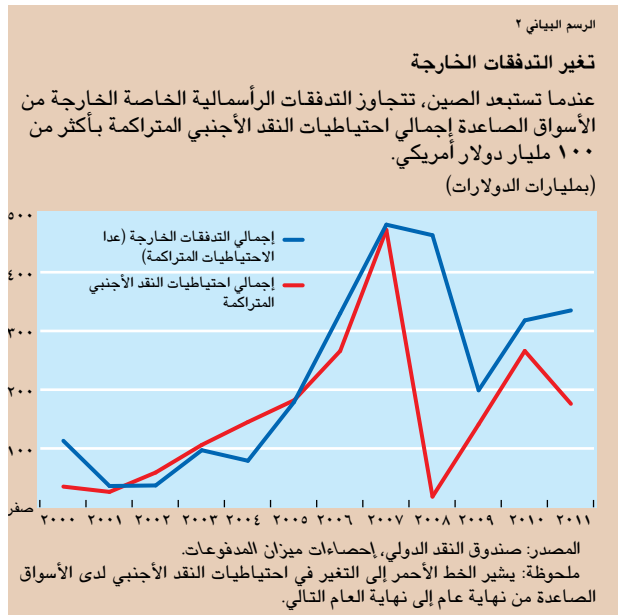 الرسم البياني ٢
تغير التدفقات الخارجة
عندما تستبعد الصين، تتجاوز التدفقات الرأسمالية الخاصة الخارجة من
الأسواق الصاعدة إجمالي احتياطيات النقد الأجنبي المتراكمة بأكثر من
١٠٠ مليار دولار أمريكي.
(بمليارات الدولارات)
٥٠٠
إجمالي التدفقات الخارجة (عدا
الاحتياطيات المتراكمة)
٤٠٠
إجمالي احتياطيات النقد الأجنبي
المتراكمة
٣٠٠
٢٠٠
١٠٠
صفر
٢٠٠٠ ٢٠٠١ ٢٠٠٢ ٢٠٠٣ ٢٠٠٤ ٢٠٠٥ ٢٠٠٦ ٢٠٠٧ ٢٠٠٨ ٢٠٠٩ ٢٠١٠ ٢٠١١
المصدر: صندوق النقد الدولي، إحصاءات ميزان المدفوعات.
ملحوظة: يشير الخط الأحمر إلى التغير في احتياطيات النقد الأجنبي لدى الأسواق
الصاعدة من نهاية عام إلى نهاية العام التالي.